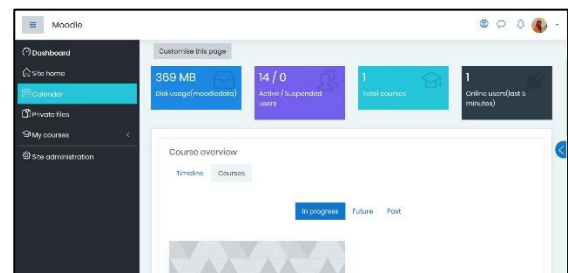 Moodle
Dashboard
Customise this page
Site home
Calendar
Private files
My courses
Site administration
369 MB
Disk usage(moodledata)
14 / 0
Active /Suspended
users
1
Total courses
1
Online users(last 5
minutes)
Course overview
Timeline Courses
In progress Future Past